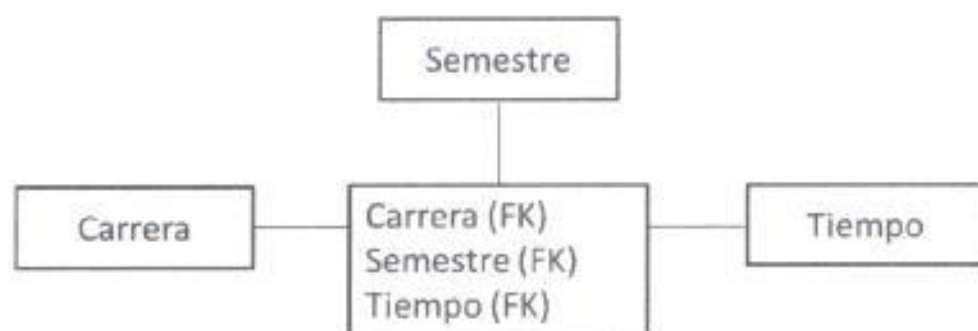 Semestre
Carrera
Carrera (FK)
Semestre (FK)
Tiempo (FK)
Tiempo